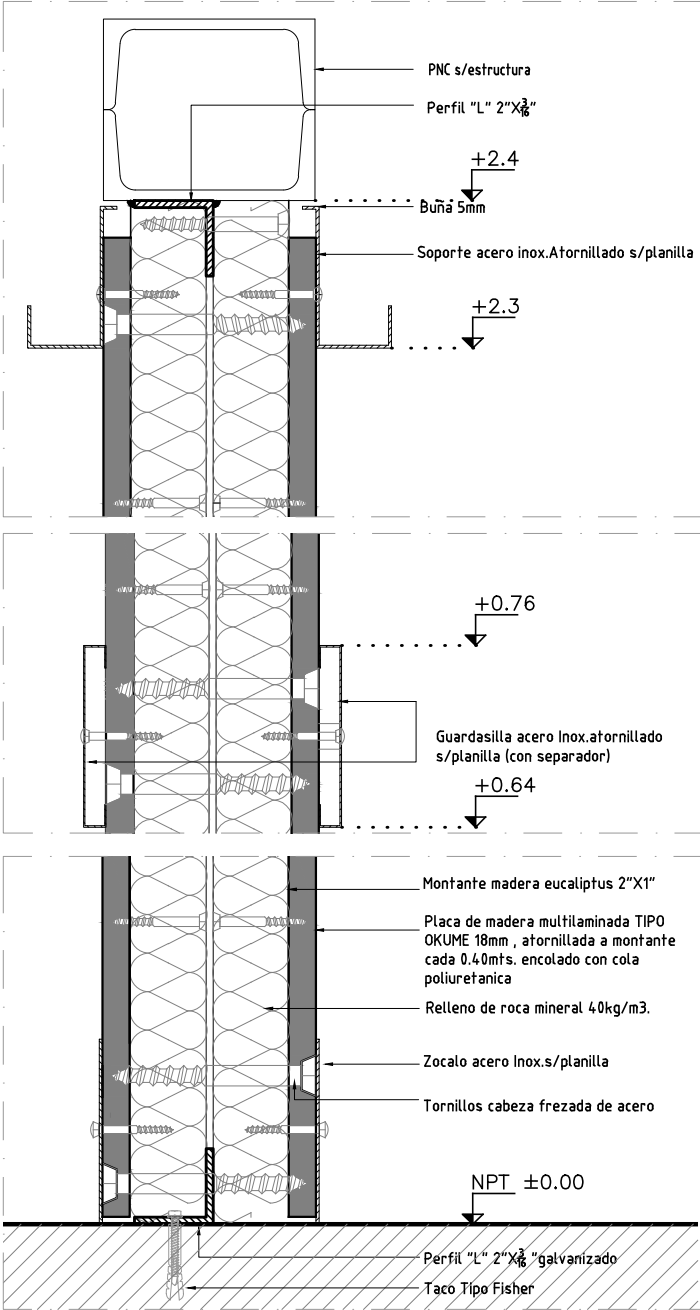 PNC s/estructura
Perfil "L" 2"X3/16"
+2.4
Buña 5mm
Soporte acero inox.Atornillado s/planilla
+2.3
+0.76
Guardasilla acero Inox.atornillado
s/planilla (con separador)
+0.64
Montante madera eucaliptus 2"X1"
Placa de madera multilaminada TIPO
OKUME 18mm , atornillada a montante
cada 0.40mts. encolado con cola
poliuretanica
Relleno de roca mineral 40kg/m3.
Zocalo acero Inox.s/planilla
Tornillos cabeza frezada de acero
NPT ±0.00
Perfil "L" 2"X3/16 "galvanizado
Taco Tipo Fisher